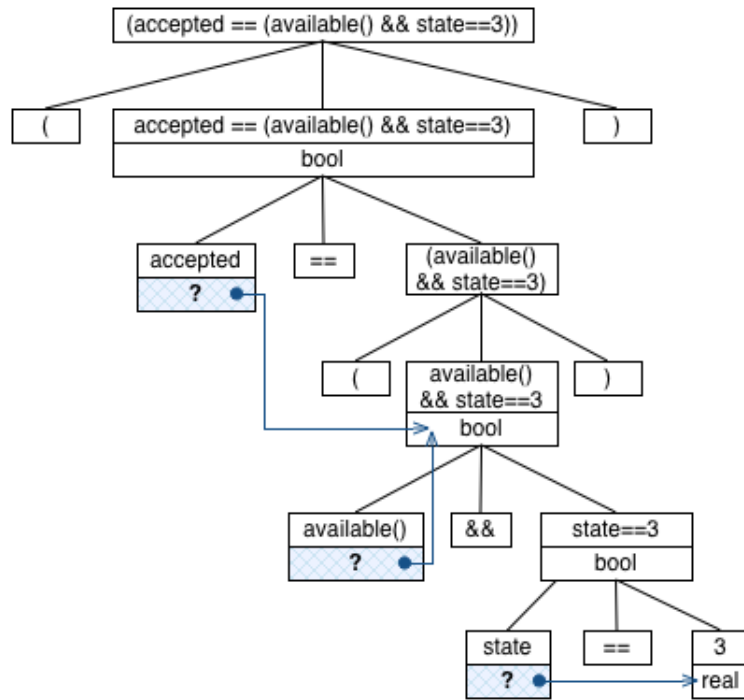 (accepted == (available() && state==3))
( 
accepted == (available() && state==3)
)
bool
accepted
==
(available()
&& state==3)
?
(
available()
&& state==3
)
bool
available()
&&
state==3
?
bool
state
==
3
?
real